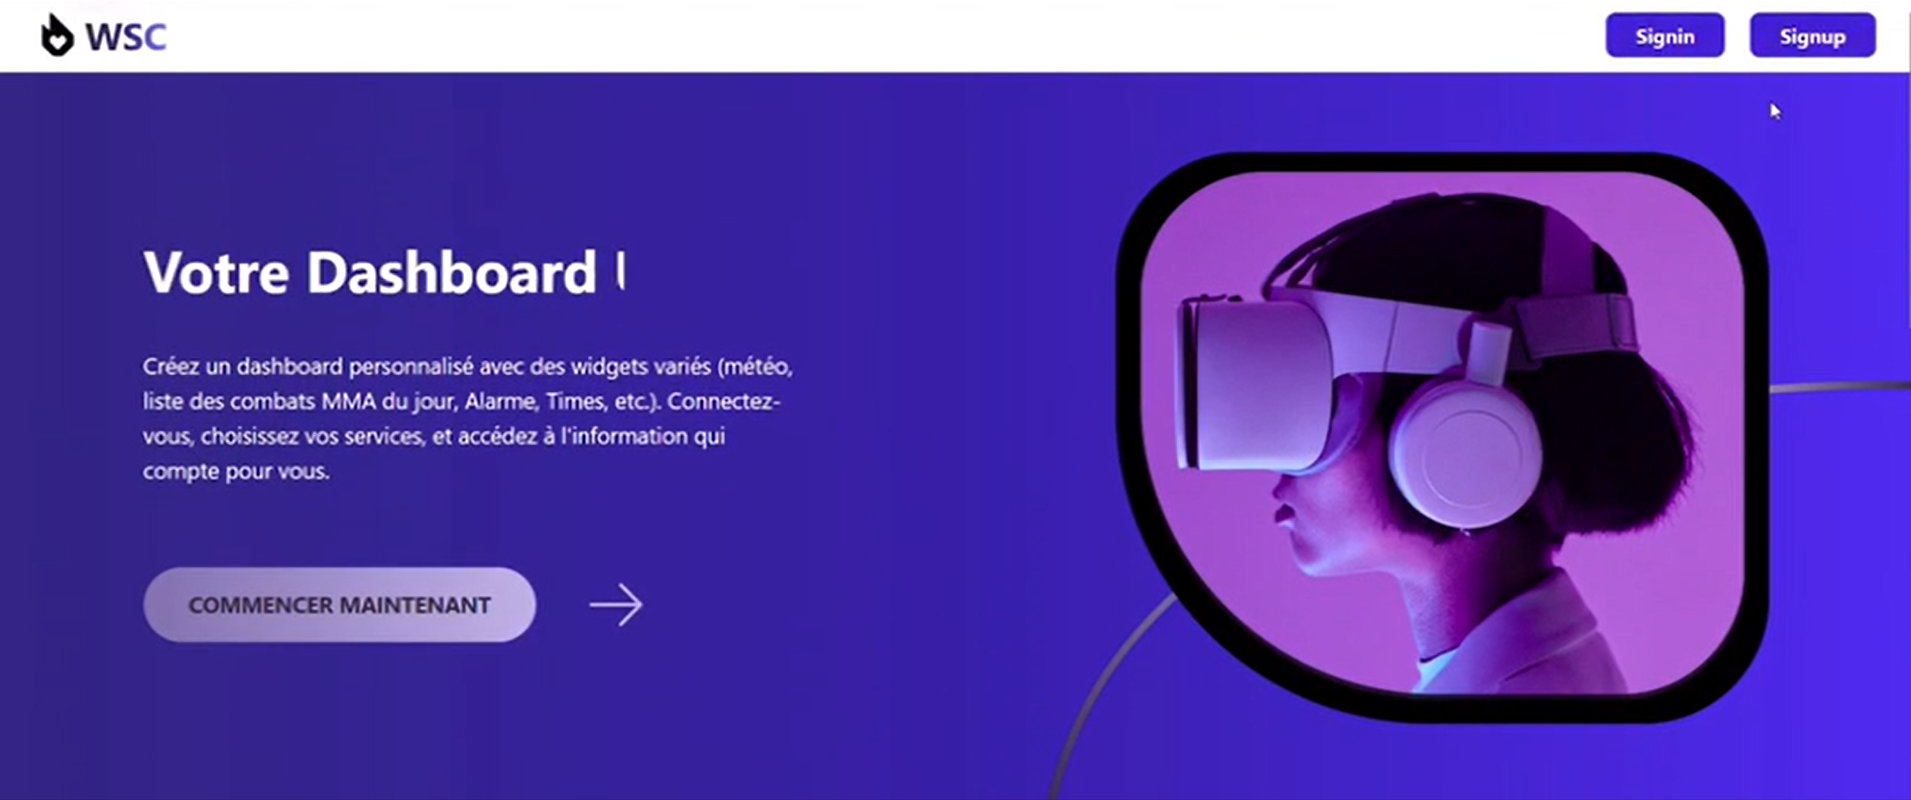 WSC
Signin
Signup
Votre Dashboard
Créez un dashboard personnalisé avec des widgets variés (météo,
liste des combats MMA du jour, Alarme, Times, etc.). Connectez-
vous, choisissez vos services, et accédez à l'information qui
compte pour vous.
COMMENCER MAINTENANT